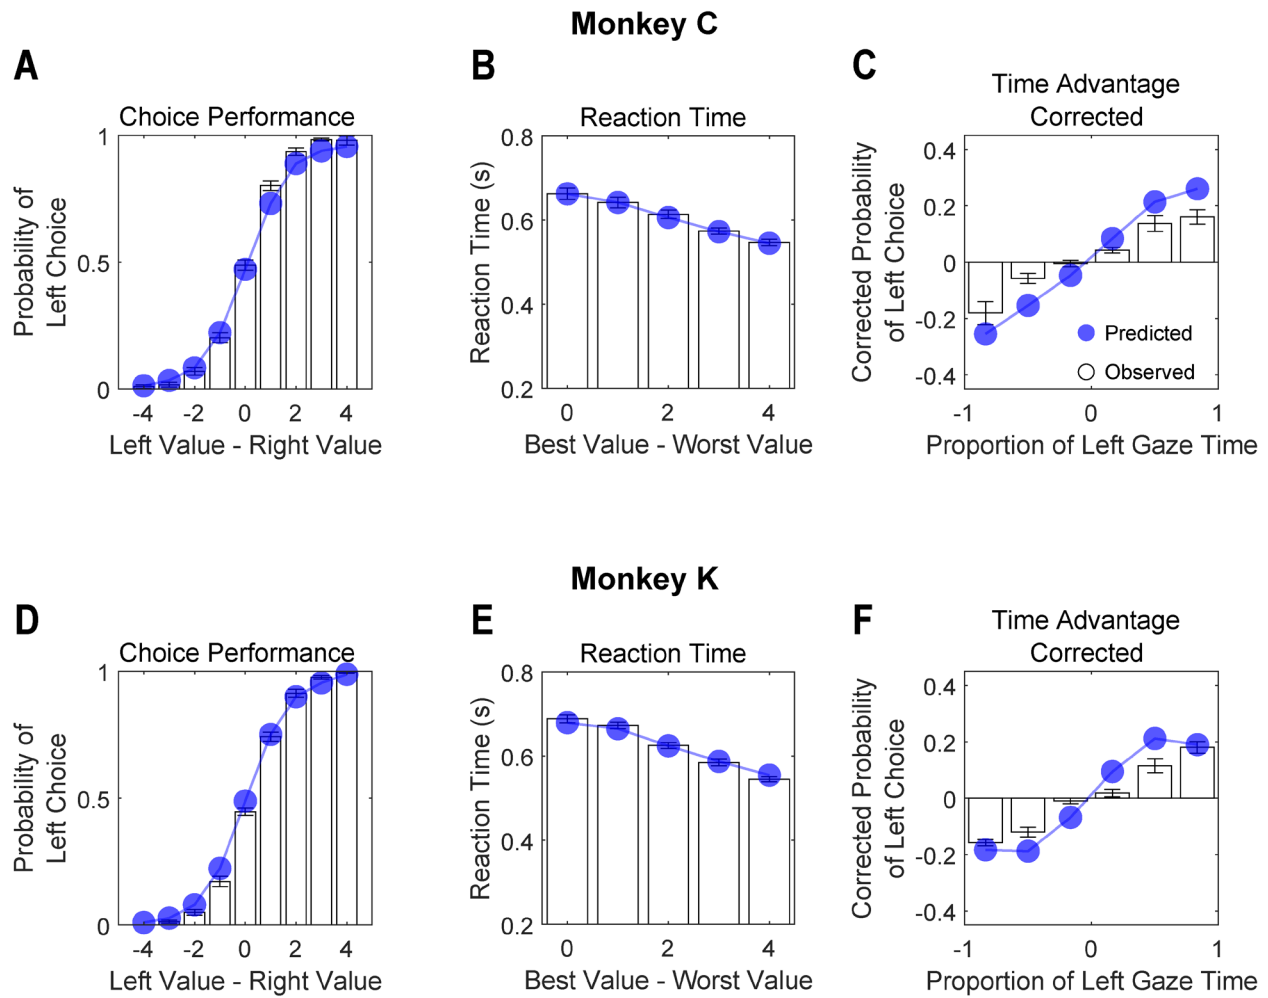 Monkey C
A
B
C
Choice Performance
Reaction Time
Time Advantage
Corrected
Probability of
Left Choice
1
0.5
0
-4 -2 0 2 4
Left Value - Right Value
Reaction Time (s)
0.8
0.6
0.4
0.2
0 2 4
Best Value - Worst Value
Corrected Probability
of Left Choice
0.4
0.2
0
-0.2
-0.4
Predicted
Observed
-1 0 1
Proportion of Left Gaze Time
Monkey K
D
E
F
Choice Performance
Reaction Time
Time Advantage
Corrected
Probability of
Left Choice
1
0.5
0
-4 -2 0 2 4
Left Value - Right Value
Reaction Time (s)
0.8
0.6
0.4
0.2
0 2 4
Best Value - Worst Value
Corrected Probability
of Left Choice
0.4
0.2
0
-0.2
-0.4
-1 0 1
Proportion of Left Gaze Time